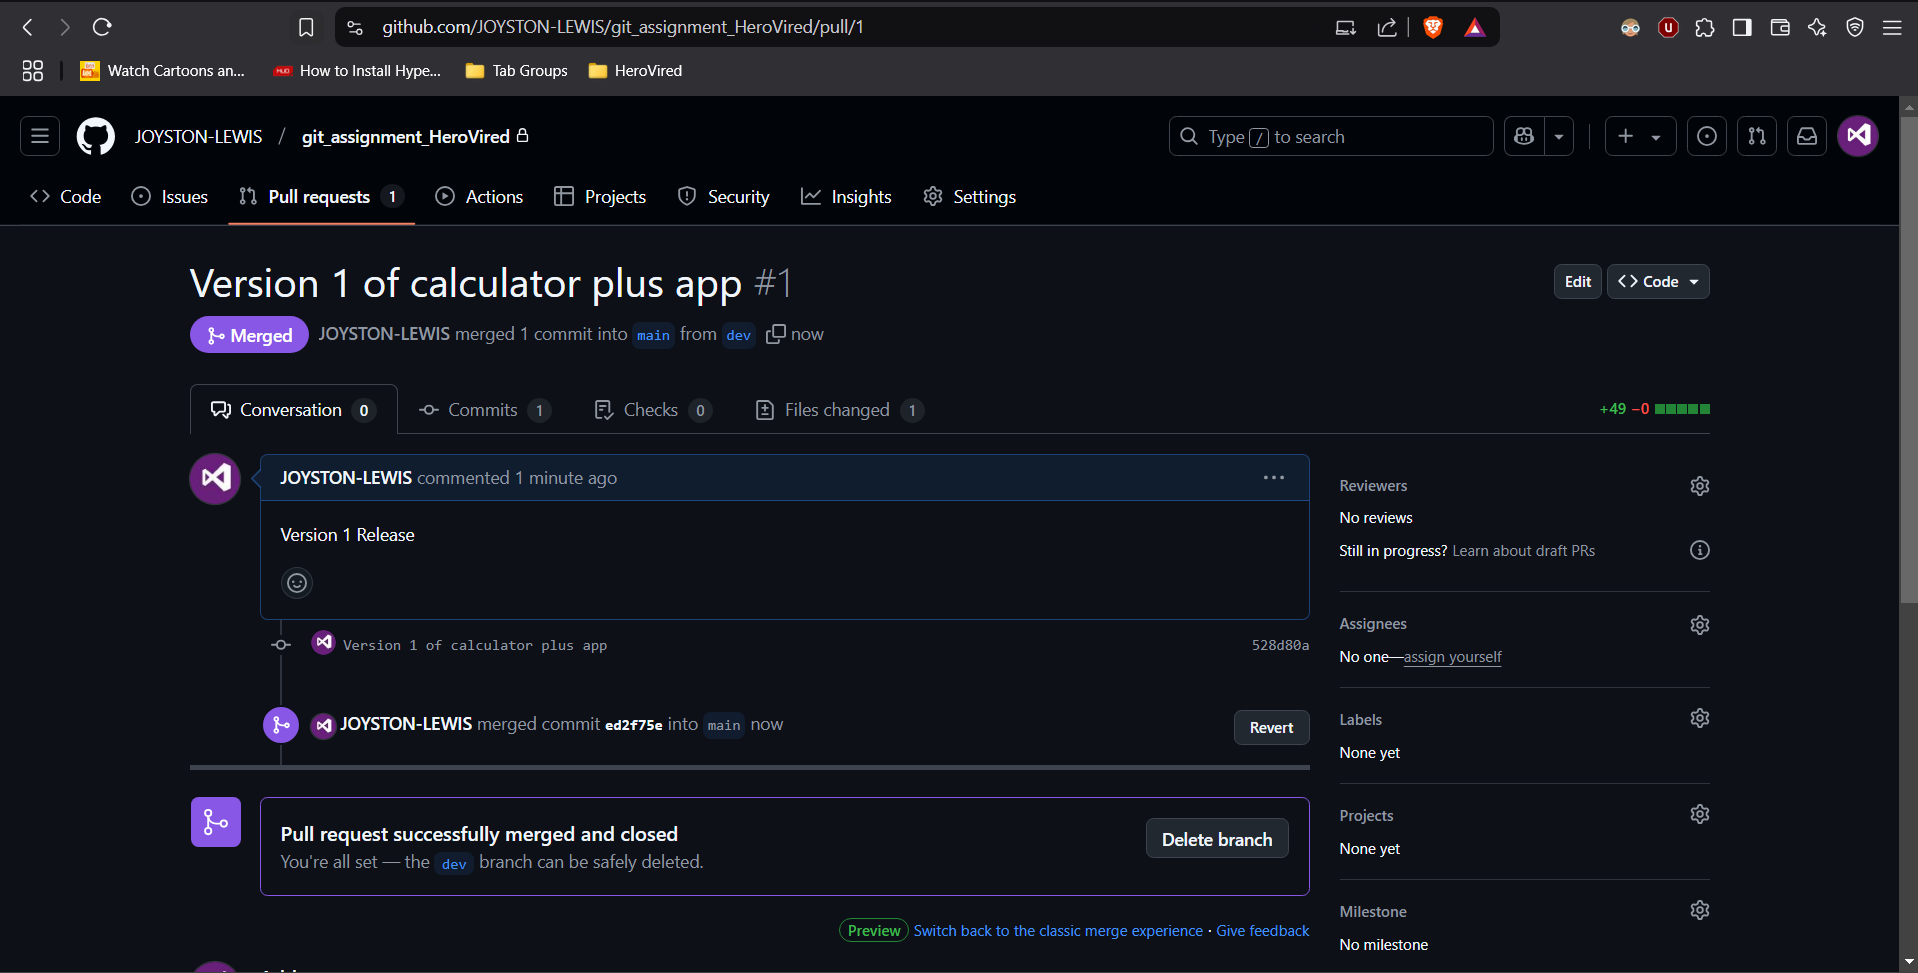 github.com/JOYSTON-LEWIS/git_assignment_HeroVired/pull/1
Watch Cartoons an... How to Install Hype... Tab Groups HeroVired
JOYSTON-LEWIS / git_assignment_HeroVired Type / to search
Code Issues Pull requests 1 Actions Projects Security Insights Settings
Version 1 of calculator plus app #1
Edit Code
Merged JOYSTON-LEWIS merged 1 commit into main from dev now
Conversation 0 Commits 1 Checks 0 Files changed 1 +49 −0
JOYSTON-LEWIS commented 1 minute ago
Version 1 Release
Version 1 of calculator plus app 528d80a
JOYSTON-LEWIS merged commit ed2f75e into main now Revert
Pull request successfully merged and closed
You're all set — the dev branch can be safely deleted.
Delete branch
Preview Switch back to the classic merge experience · Give feedback
Reviewers
No reviews
Still in progress? Learn about draft PRs
Assignees
No one—assign yourself
Labels
None yet
Projects
None yet
Milestone
No milestone